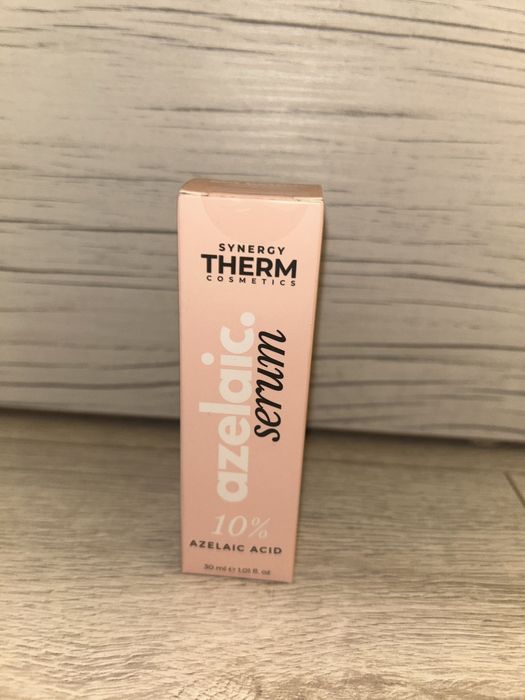 SYNERGY
THERM
COSMETICS
azelaic.
serum
10%
AZELAIC ACID
30 ml ℮ 1.01 fl. oz